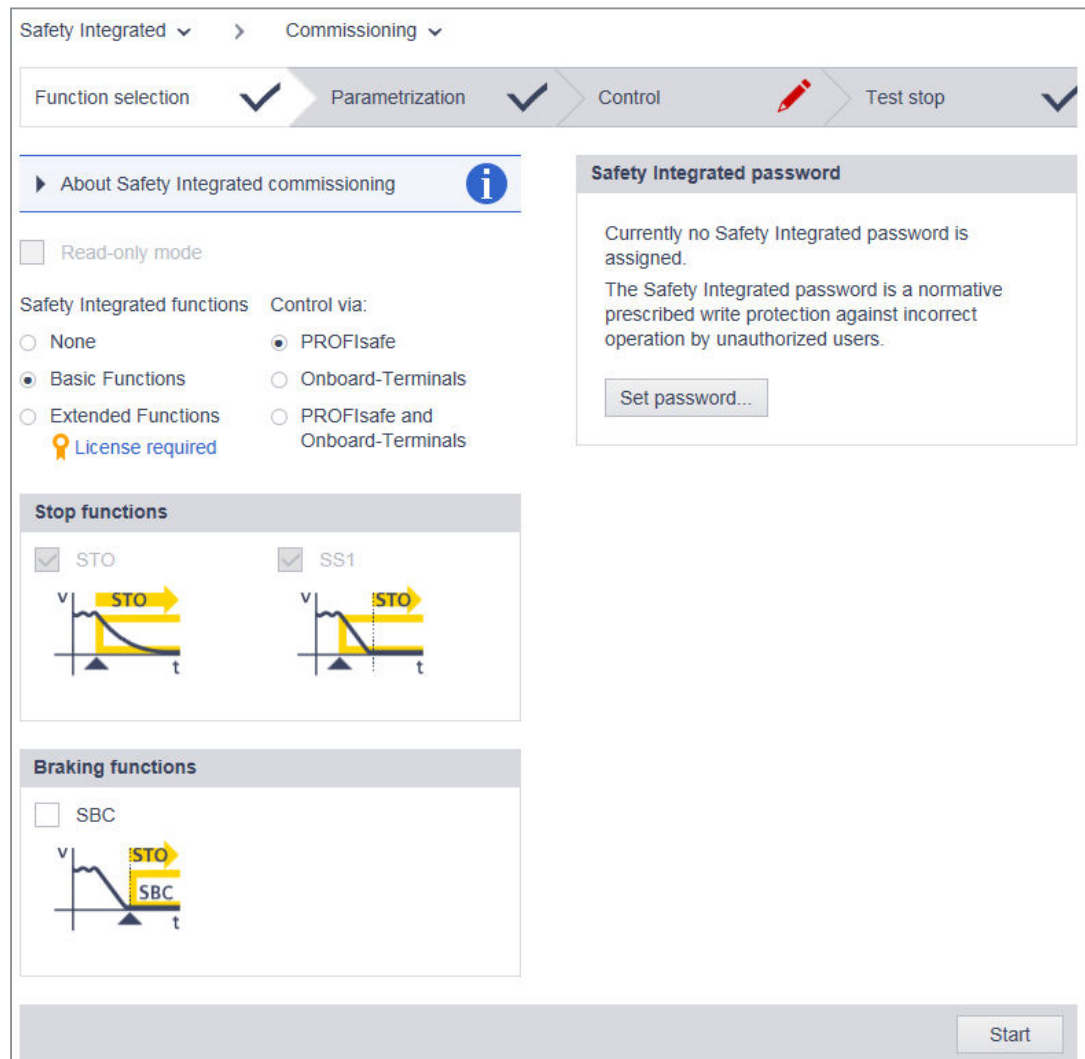 Safety Integrated > Commissioning
Function selection Parametrization Control Test stop
About Safety Integrated commissioning
i
Read-only mode
Safety Integrated functions Control via:
None PROFIsafe
Basic Functions Onboard-Terminals
Extended Functions PROFIsafe and
License required Onboard-Terminals
Safety Integrated password
Currently no Safety Integrated password is
assigned.
The Safety Integrated password is a normative
prescribed write protection against incorrect
operation by unauthorized users.
Set password...
Stop functions
STO SS1
v STO t
v STO t
Braking functions
SBC
v STO
SBC
t
Start